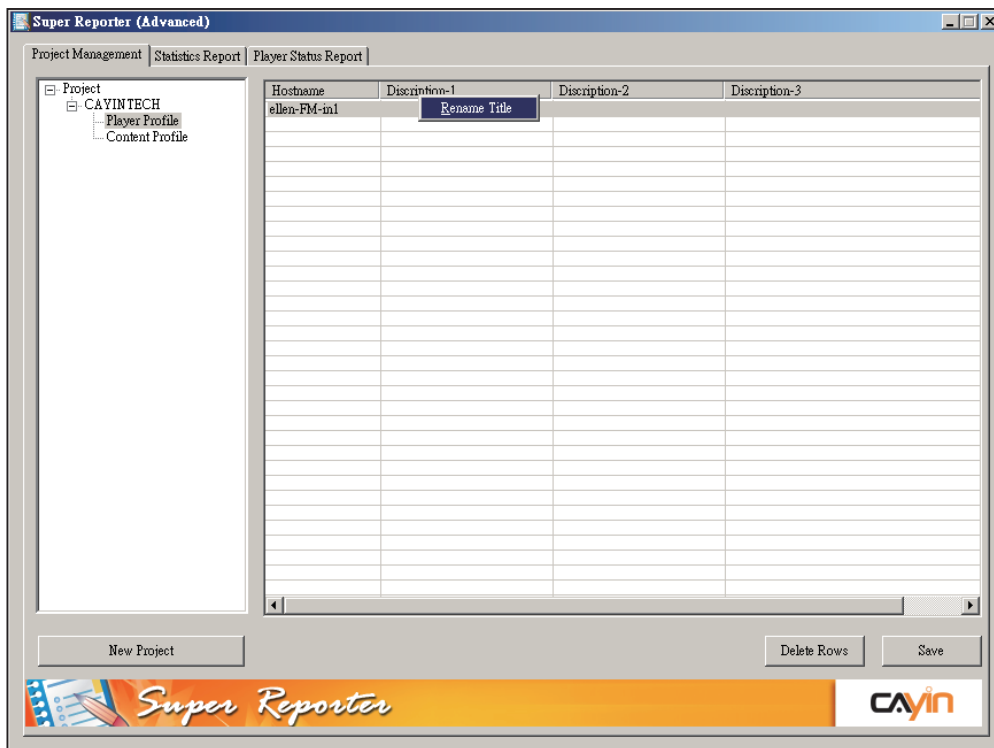 Super Reporter (Advanced)
Project Management Statistics Report Player Status Report
Project
CAYINTECH
Player Profile
Content Profile
Hostname Discription-1 Discription-2 Discription-3
ellen-FM-in1
Rename Title
New Project Delete Rows Save
Super Reporter CAYIN